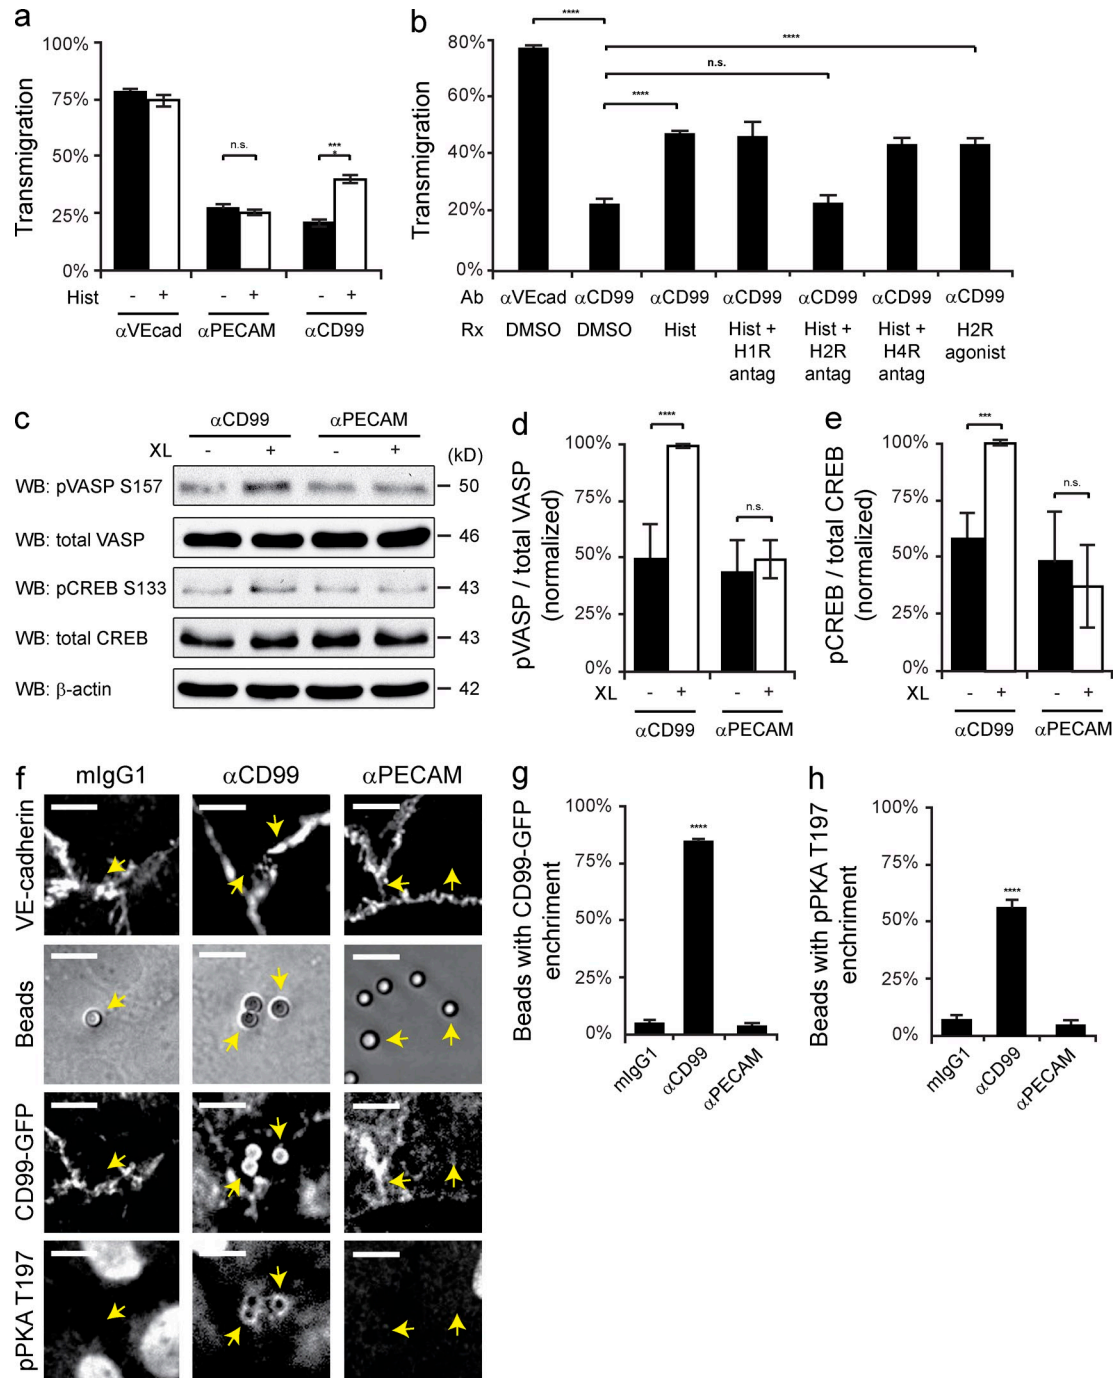 a
Transmigration
100%
75%
50%
25%
0%
n.s.
***
*
Hist - + - + - +
αVEcad αPECAM αCD99
b
Transmigration
80%
60%
40%
20%
0%
****
****
n.s.
****
Ab αVEcad αCD99 αCD99 αCD99 αCD99 αCD99 αCD99
Rx DMSO DMSO Hist Hist + H1R antag Hist + H2R antag Hist + H4R antag H2R agonist
c
αCD99 αPECAM
XL - + - + (kD)
WB: pVASP S157 50
WB: total VASP 46
WB: pCREB S133 43
WB: total CREB 43
WB: β-actin 42
d
pVASP / total VASP
(normalized)
100%
75%
50%
25%
0%
****
n.s.
XL - + - +
αCD99 αPECAM
e
pCREB / total CREB
(normalized)
100%
75%
50%
25%
0%
***
n.s.
XL - + - +
αCD99 αPECAM
f
mIgG1 αCD99 αPECAM
VE-cadherin
Beads
CD99-GFP
pPKA T197
g
Beads with CD99-GFP
enchriment
100%
75%
50%
25%
0%
****
mIgG1 αCD99 αPECAM
h
Beads with pPKA T197
enchriment
100%
75%
50%
25%
0%
****
mIgG1 αCD99 αPECAM